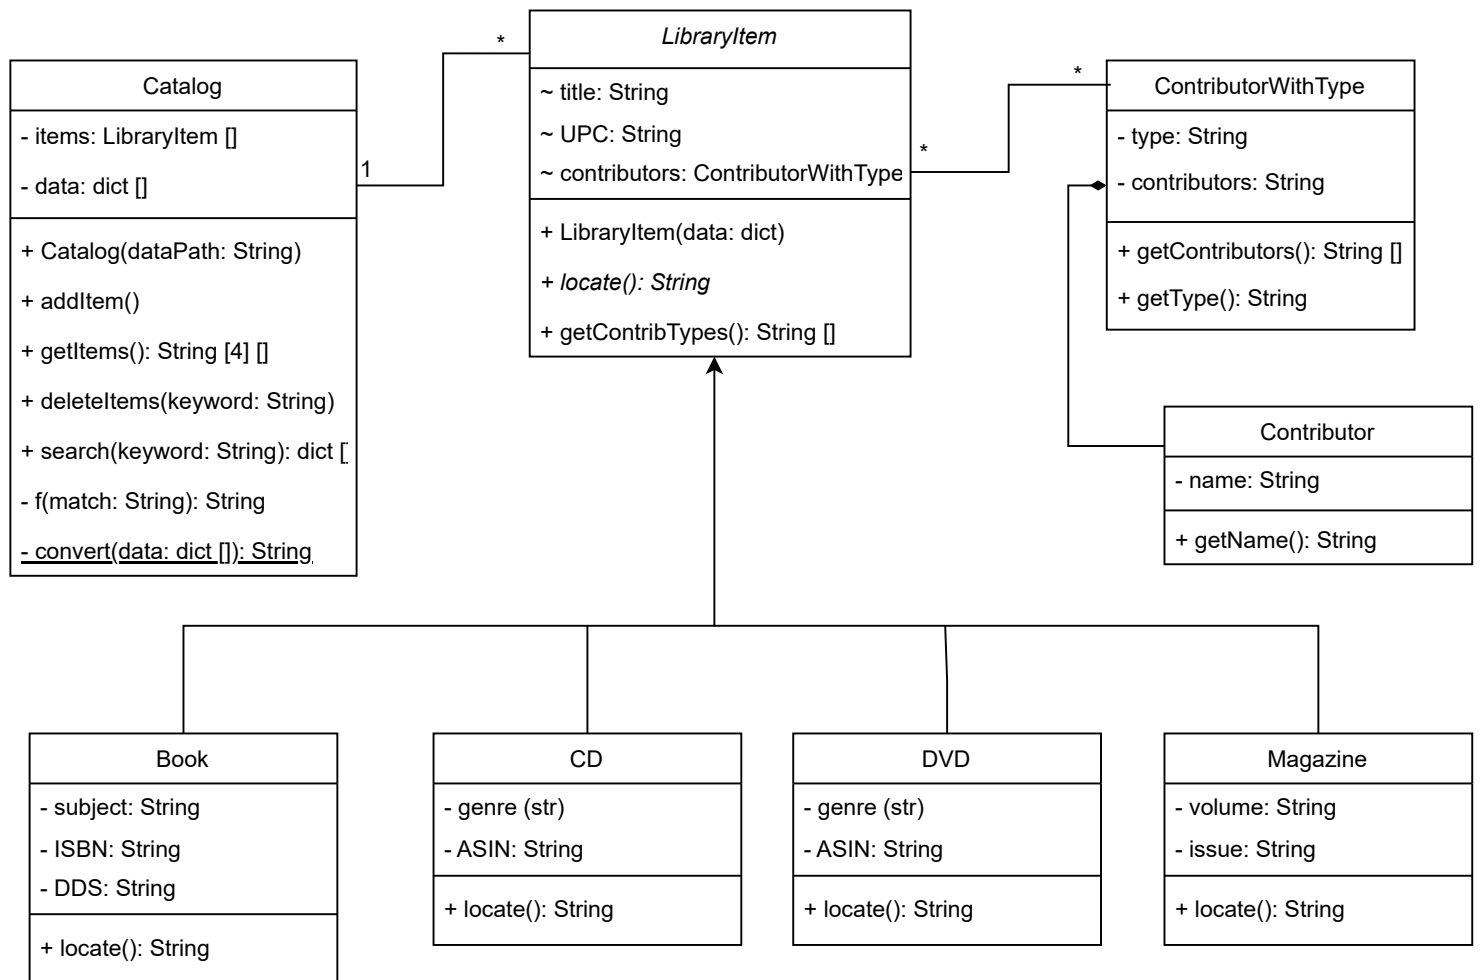 Catalog
- items: LibraryItem []
- data: dict []
+ Catalog(dataPath: String)
+ addItem()
+ getItems(): String [4] []
+ deleteItems(keyword: String)
+ search(keyword: String): dict []
- f(match: String): String
- convert(data: dict []): String
1
*
LibraryItem
~ title: String
~ UPC: String
~ contributors: ContributorWithType
+ LibraryItem(data: dict)
+ locate(): String
+ getContribTypes(): String []
*
*
ContributorWithType
- type: String
- contributors: String
+ getContributors(): String []
+ getType(): String
Contributor
- name: String
+ getName(): String
Book
- subject: String
- ISBN: String
- DDS: String
+ locate(): String
CD
- genre (str)
- ASIN: String
+ locate(): String
DVD
- genre (str)
- ASIN: String
+ locate(): String
Magazine
- volume: String
- issue: String
+ locate(): String